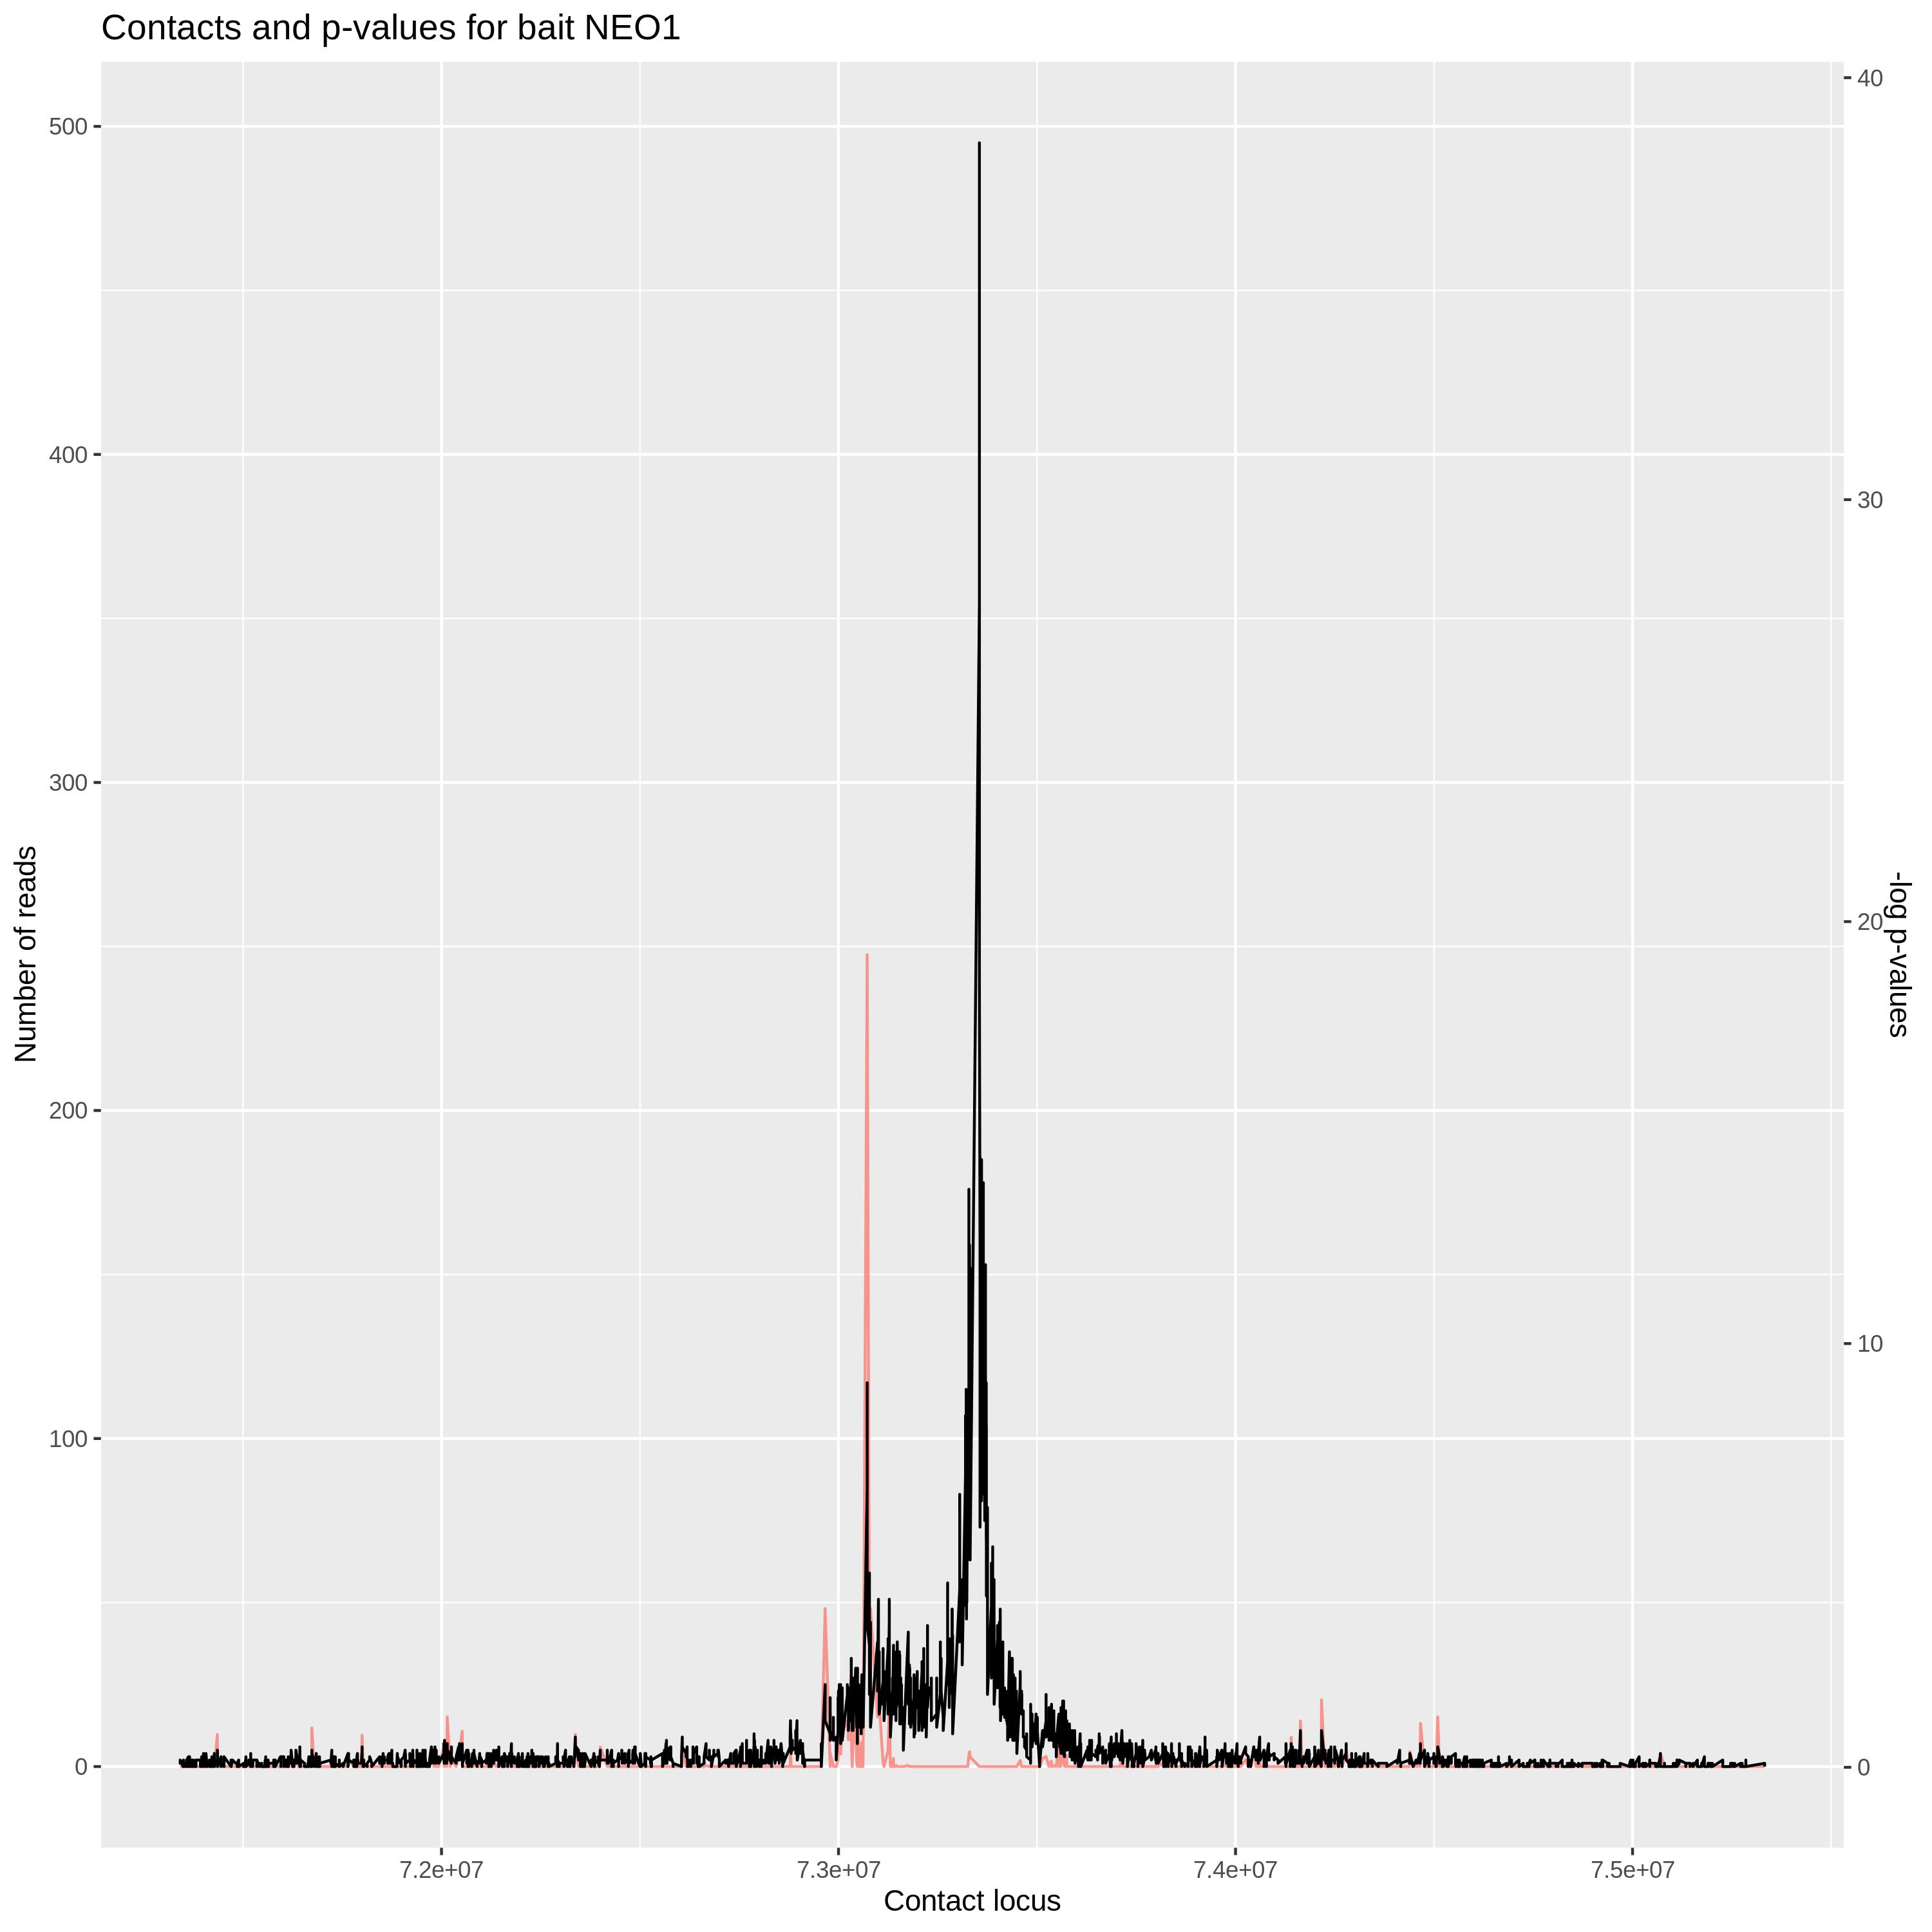 Contacts and p-values for bait NEO1
500
400
300
200
100
0
Number of reads
40
30
20
10
0
-log p-values
7.2e+07
7.3e+07
7.4e+07
7.5e+07
Contact locus